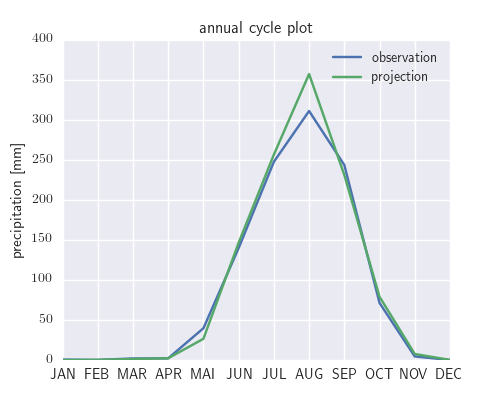 annual cycle plot
400
350
300
250
200
150
100
50
0
precipitation [mm]
observation
projection
JAN FEB MAR APR MAI JUN JUL AUG SEP OCT NOV DEC